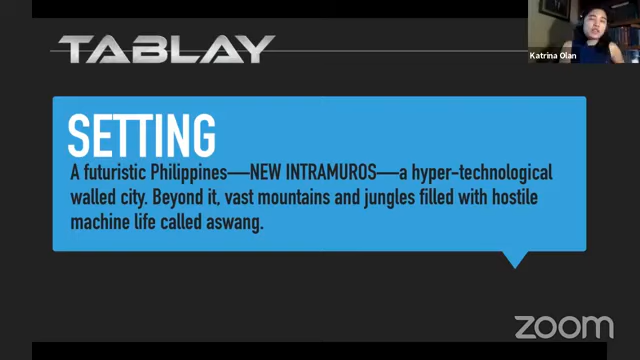 TABLAY
Katrina Olan
SETTING
A futuristic Philippines—NEW INTRAMUROS—a hyper-technological
walled city. Beyond it, vast mountains and jungles filled with hostile
machine life called aswang.
zoom